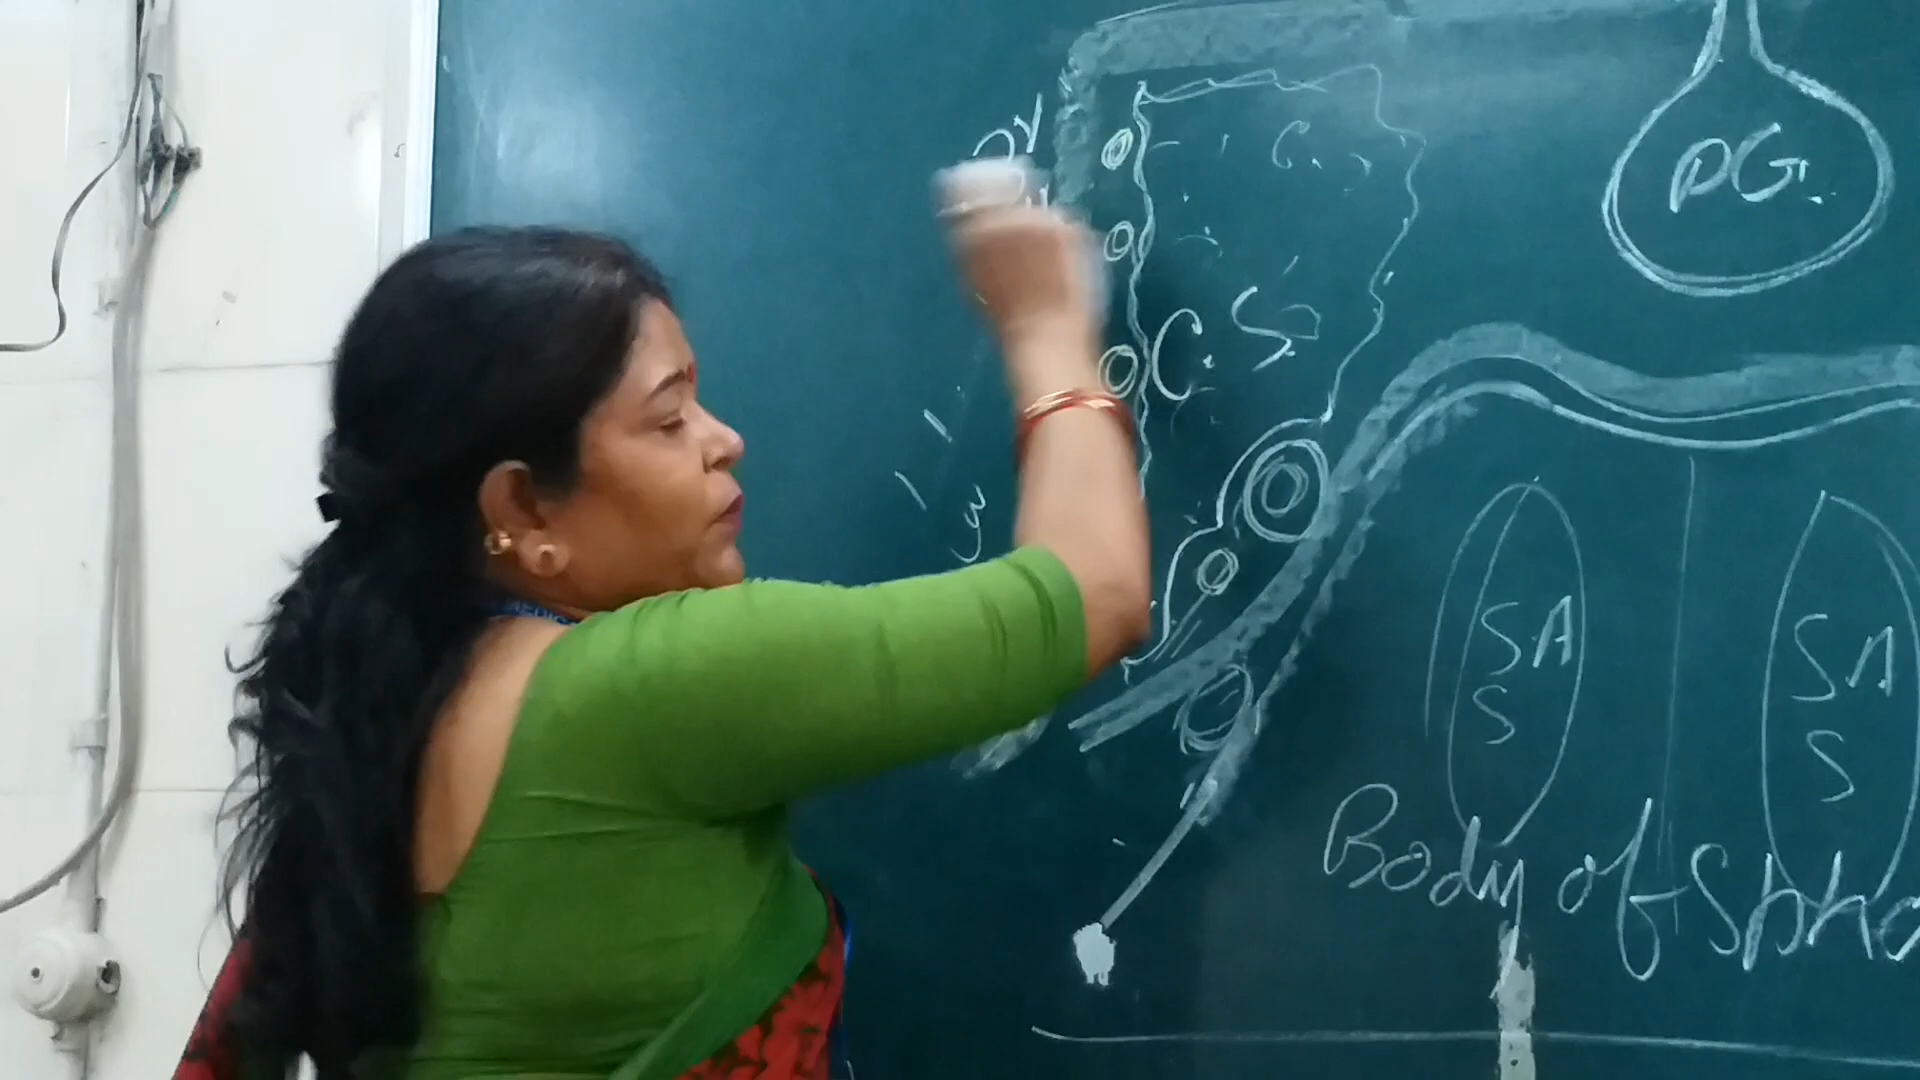 PG.
C. S.
SA
S
SA
S
Body of Sphe